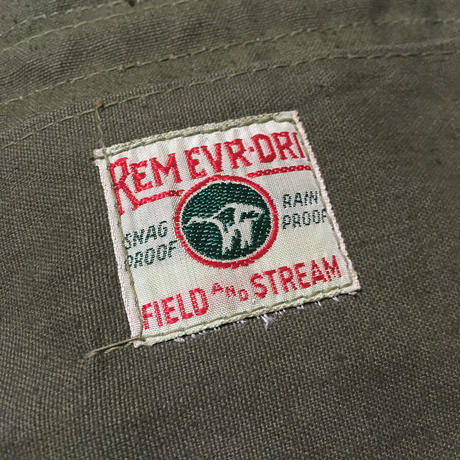 REM EVR-DRI
SNAG PROOF
RAIN PROOF
FIELD AND STREAM